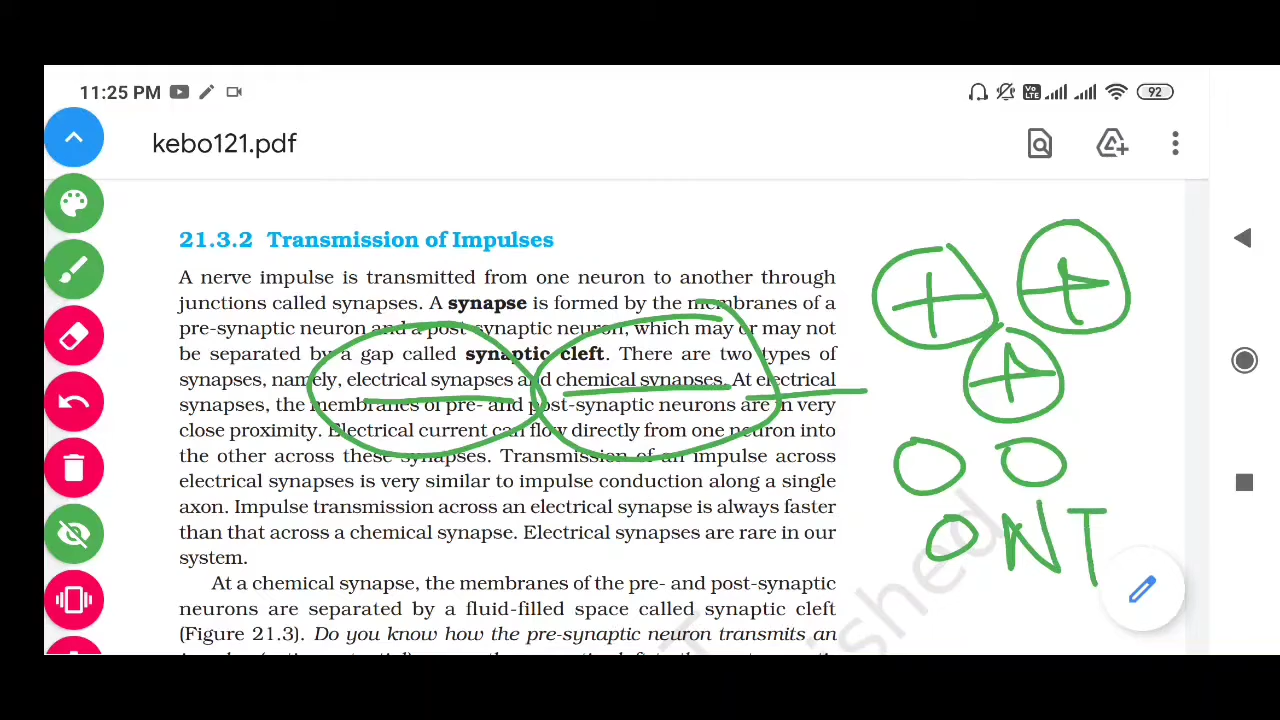 11:25 PM
Vo LTE
92
kebo121.pdf
21.3.2 Transmission of Impulses
A nerve impulse is transmitted from one neuron to another through
junctions called synapses. A synapse is formed by the membranes of a
pre-synaptic neuron and a post-synaptic neuron, which may or may not
be separated by a gap called synaptic cleft. There are two types of
synapses, namely, electrical synapses and chemical synapses. At electrical
synapses, the membranes of pre- and post-synaptic neurons are in very
close proximity. Electrical current can flow directly from one neuron into
the other across these synapses. Transmission of an impulse across
electrical synapses is very similar to impulse conduction along a single
axon. Impulse transmission across an electrical synapse is always faster
than that across a chemical synapse. Electrical synapses are rare in our
system.
At a chemical synapse, the membranes of the pre- and post-synaptic
neurons are separated by a fluid-filled space called synaptic cleft
(Figure 21.3). Do you know how the pre-synaptic neuron transmits an
NT